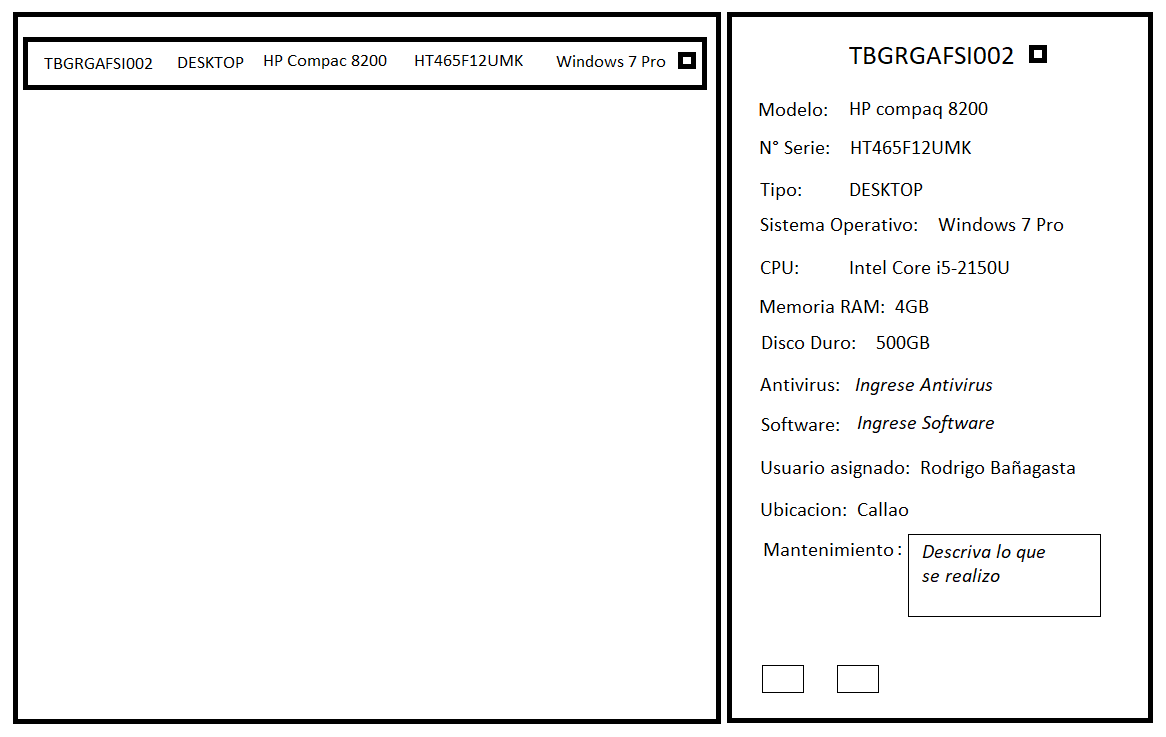 TBGRGAFSI002 DESKTOP HP Compac 8200 HT465F12UMK Windows 7 Pro
TBGRGAFSI002
Modelo: HP compaq 8200
N° Serie: HT465F12UMK
Tipo: DESKTOP
Sistema Operativo: Windows 7 Pro
CPU: Intel Core i5-2150U
Memoria RAM: 4GB
Disco Duro: 500GB
Antivirus: Ingrese Antivirus
Software: Ingrese Software
Usuario asignado: Rodrigo Bañagasta
Ubicacion: Callao
Mantenimiento: Descriva lo que
se realizo